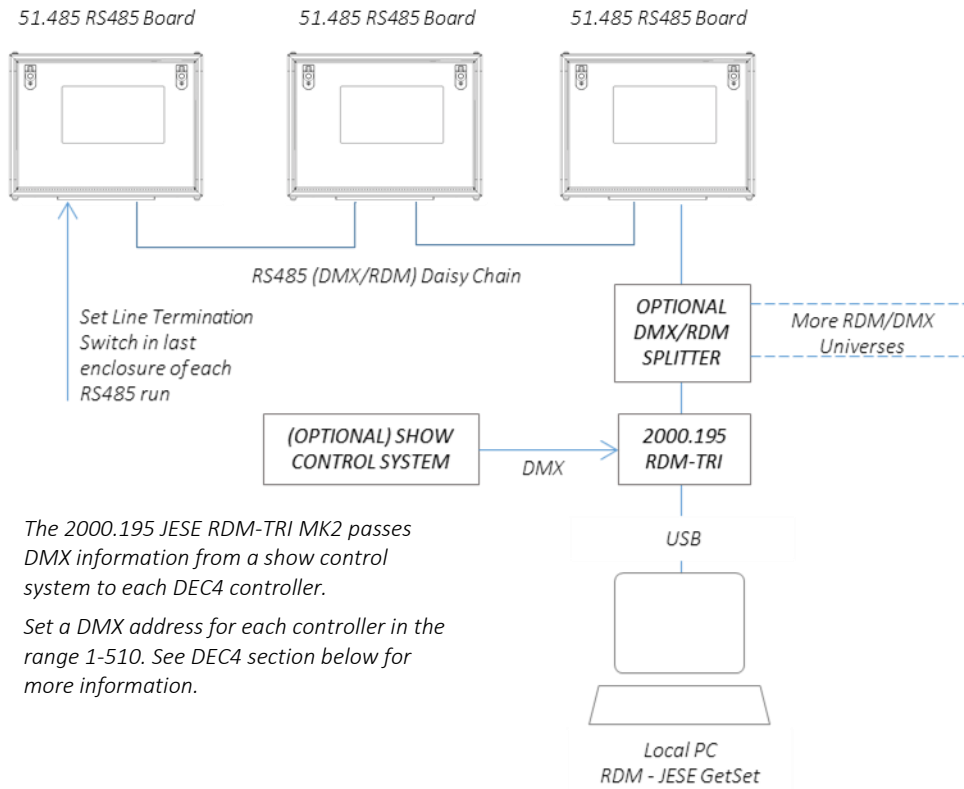 51.485 RS485 Board
51.485 RS485 Board
51.485 RS485 Board
RS485 (DMX/RDM) Daisy Chain
Set Line Termination
Switch in last
enclosure of each
RS485 run
OPTIONAL
DMX/RDM
SPLITTER
More RDM/DMX
Universes
(OPTIONAL) SHOW
CONTROL SYSTEM
DMX
2000.195
RDM-TRI
The 2000.195 JESE RDM-TRI MK2 passes
DMX information from a show control
system to each DEC4 controller.
Set a DMX address for each controller in the
range 1-510. See DEC4 section below for
more information.
USB
Local PC
RDM - JESE GetSet